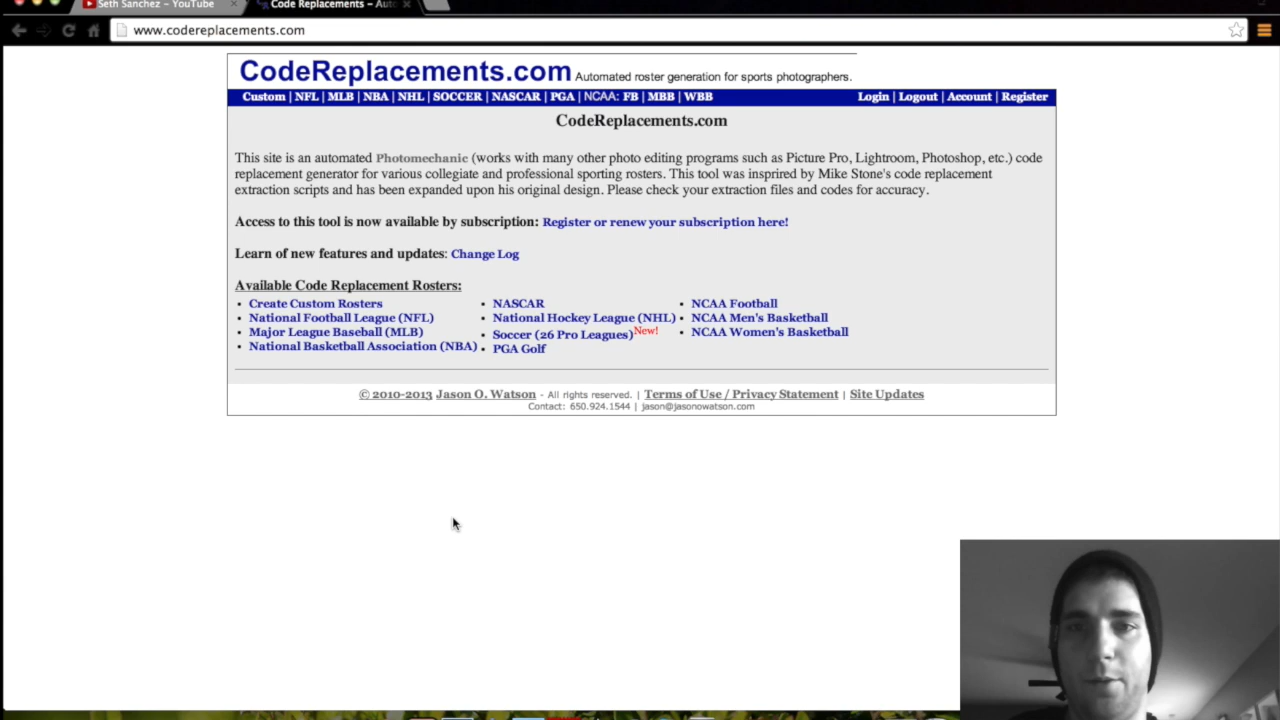 Seth Sanchez - YouTube
Code Replacements - Auto
www.codereplacements.com
CodeReplacements.com Automated roster generation for sports photographers.
Custom | NFL | MLB | NBA | NHL | SOCCER | NASCAR | PGA | NCAA: FB | MBB | WBB
Login | Logout | Account | Register
CodeReplacements.com
This site is an automated Photomechanic (works with many other photo editing programs such as Picture Pro, Lightroom, Photoshop, etc.) code
replacement generator for various collegiate and professional sporting rosters. This tool was insprired by Mike Stone's code replacement
extraction scripts and has been expanded upon his original design. Please check your extraction files and codes for accuracy.
Access to this tool is now available by subscription: Register or renew your subscription here!
Learn of new features and updates: Change Log
Available Code Replacement Rosters:
• Create Custom Rosters
• National Football League (NFL)
• Major League Baseball (MLB)
• National Basketball Association (NBA)
• NASCAR
• National Hockey League (NHL)
• Soccer (26 Pro Leagues) New!
• PGA Golf
• NCAA Football
• NCAA Men's Basketball
• NCAA Women's Basketball
© 2010-2013 Jason O. Watson - All rights reserved. | Terms of Use / Privacy Statement | Site Updates
Contact: 650.924.1544 | jason@jasonowatson.com